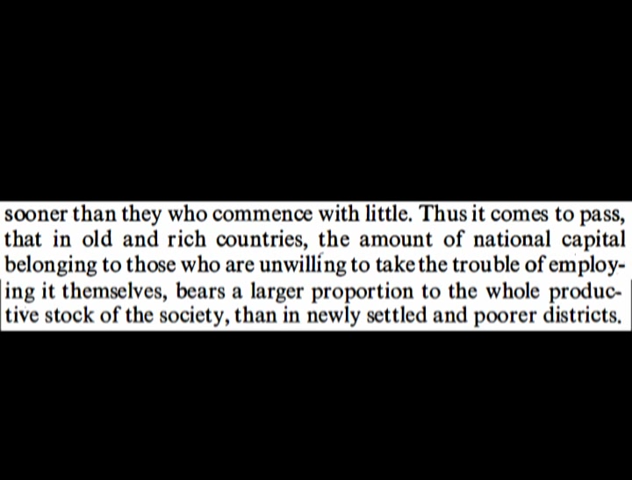 sooner than they who commence with little. Thus it comes to pass,
that in old and rich countries, the amount of national capital
belonging to those who are unwilling to take the trouble of employ-
ing it themselves, bears a larger proportion to the whole produc-
tive stock of the society, than in newly settled and poorer districts.